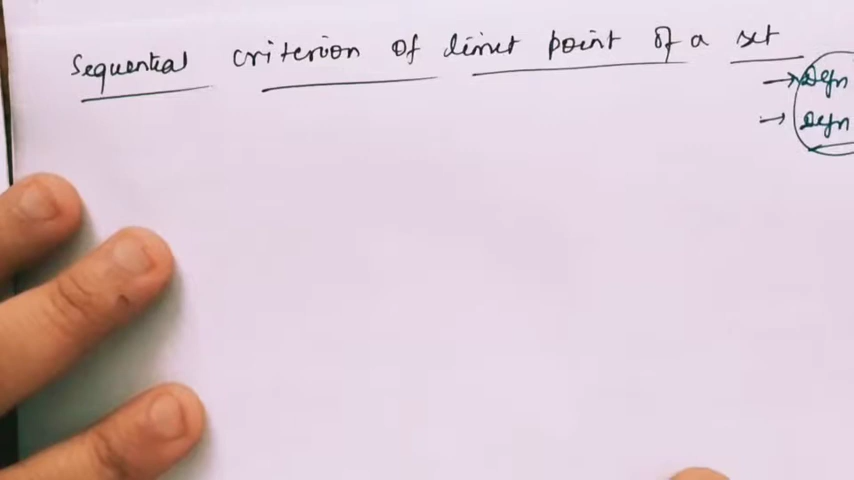 Sequential criterion of limit point of a set
→ Defn
→ Defn